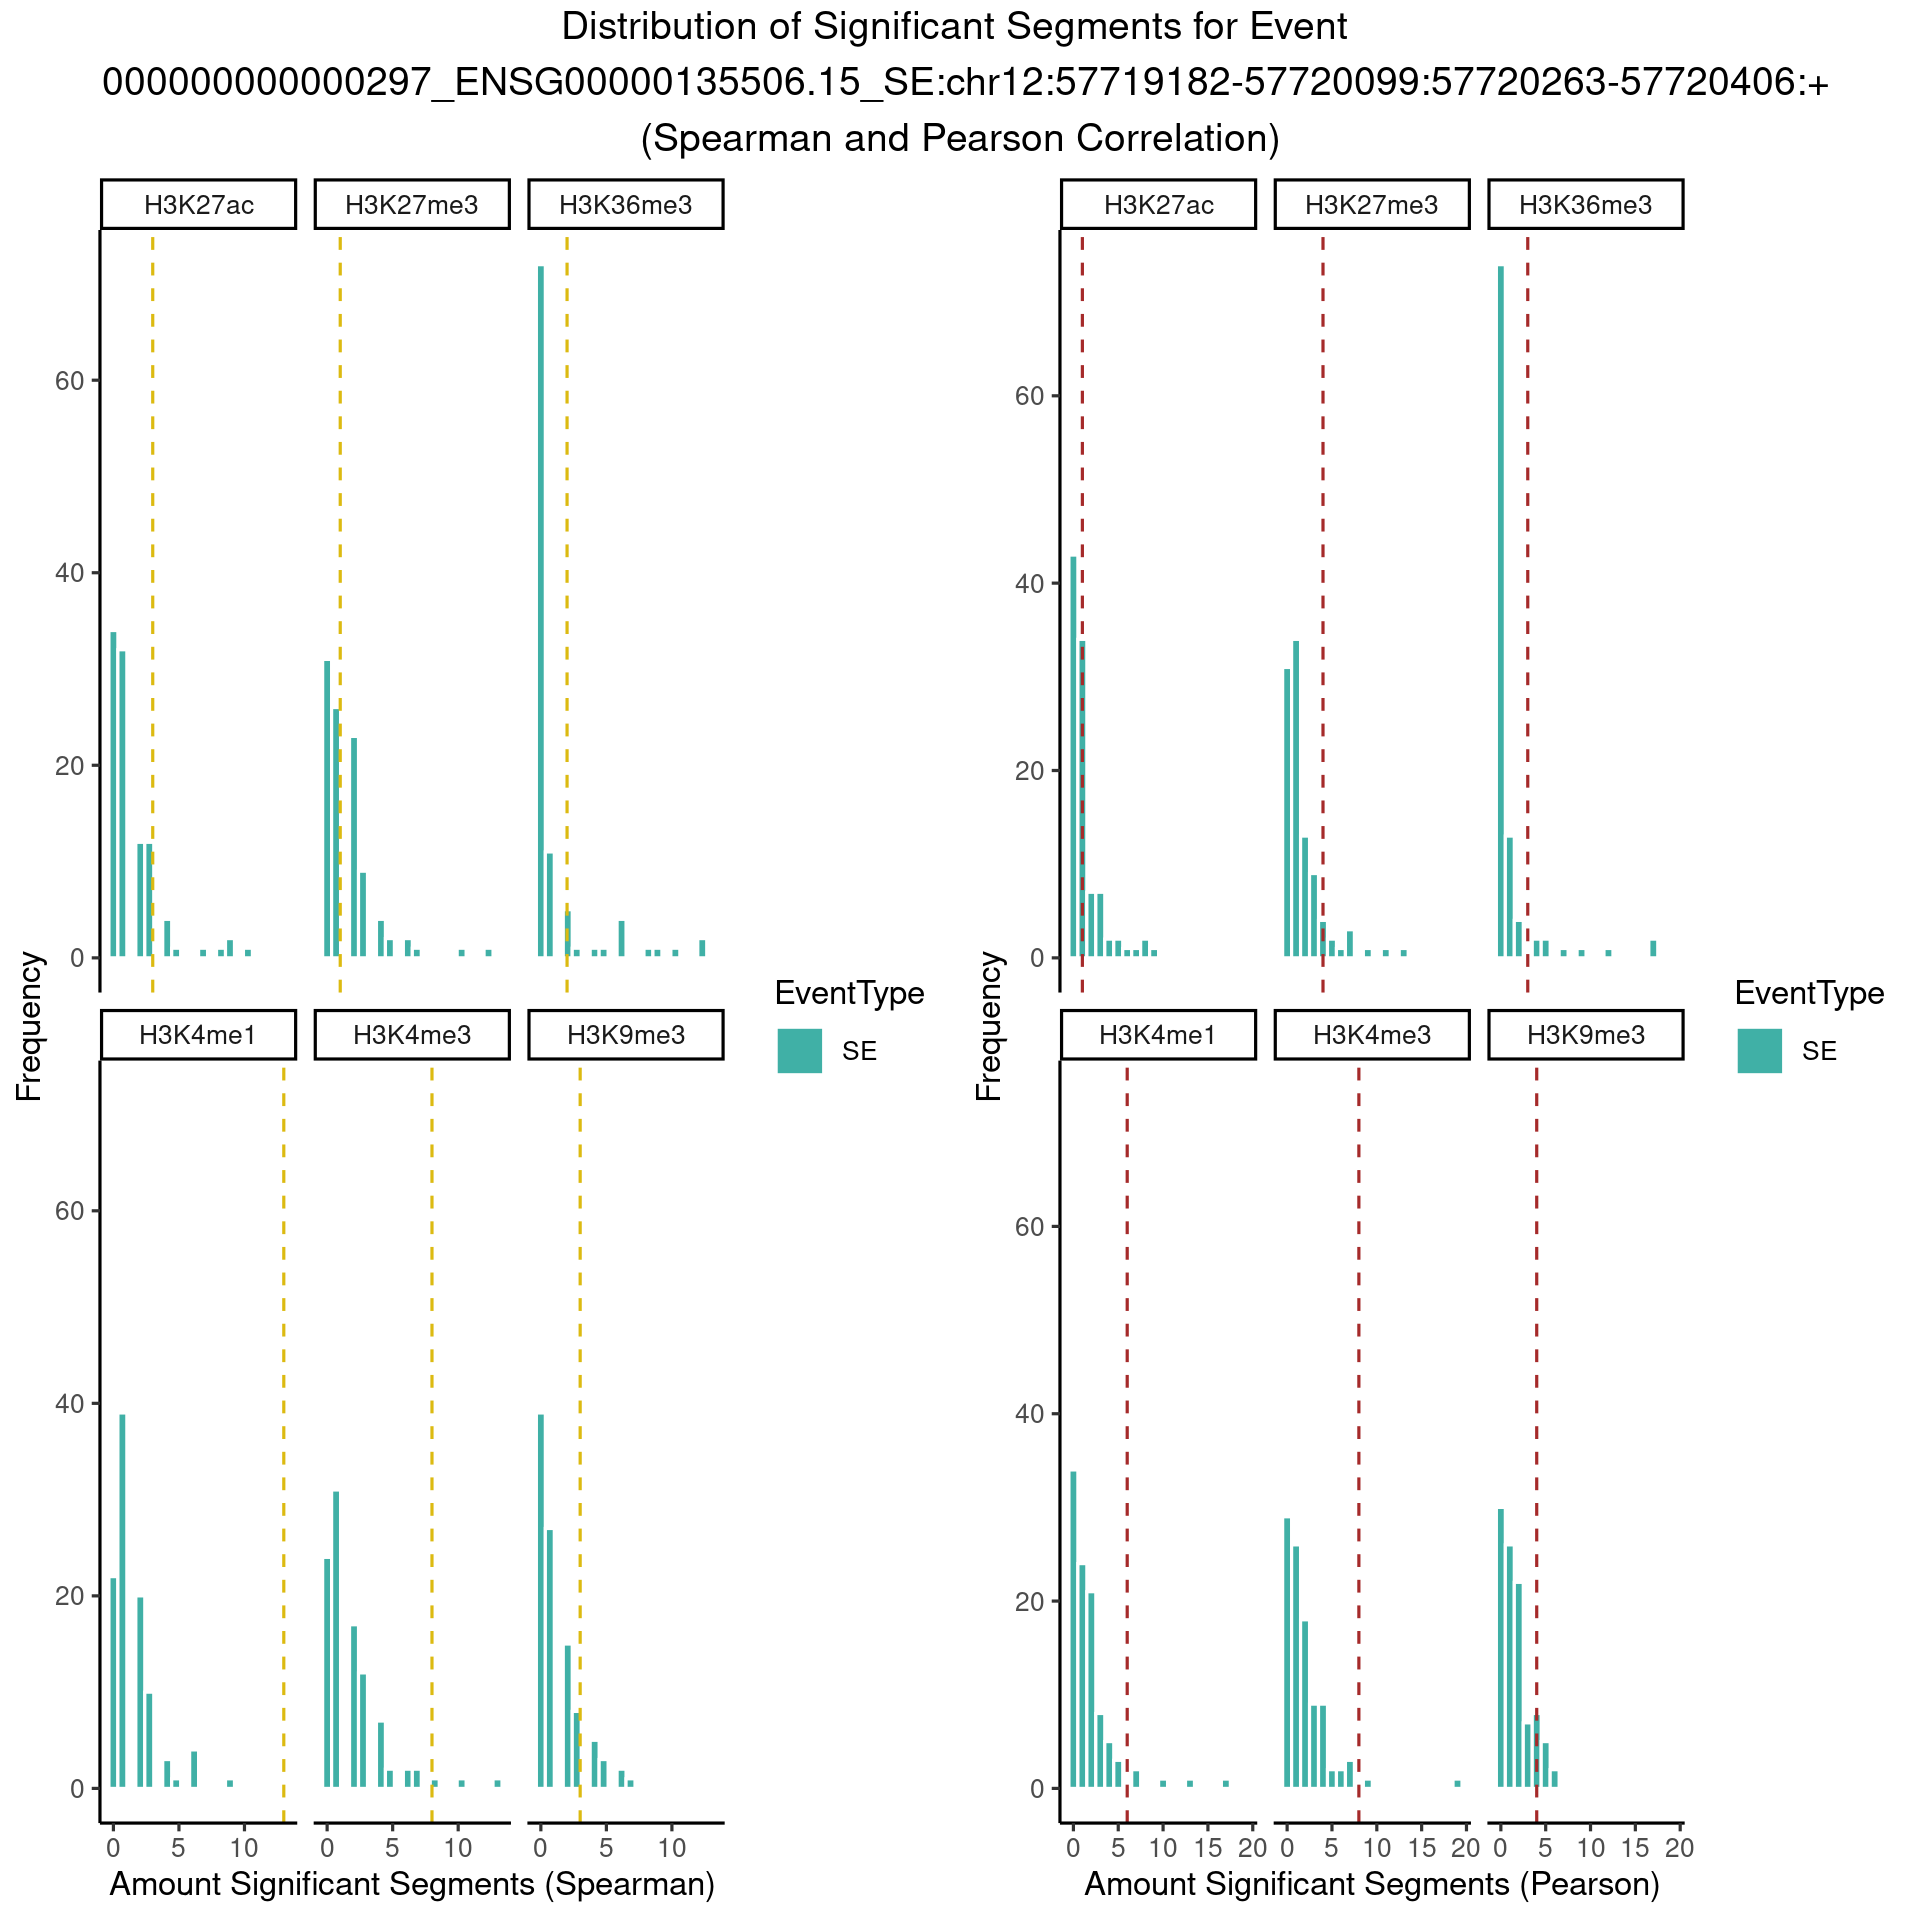 Distribution of Significant Segments for Event
000000000000297_ENSG00000135506.15_SE:chr12:57719182-57720099:57720263-57720406:+
(Spearman and Pearson Correlation)
H3K27ac H3K27me3 H3K36me3
60
40
20
0
H3K4me1 H3K4me3 H3K9me3
60
40
20
0
0 5 10 0 5 10 0 5 10
Frequency
Amount Significant Segments (Spearman)
EventType
SE
H3K27ac H3K27me3 H3K36me3
60
40
20
0
H3K4me1 H3K4me3 H3K9me3
60
40
20
0
0 5 10 15 20 0 5 10 15 20 0 5 10 15 20
Frequency
Amount Significant Segments (Pearson)
EventType
SE